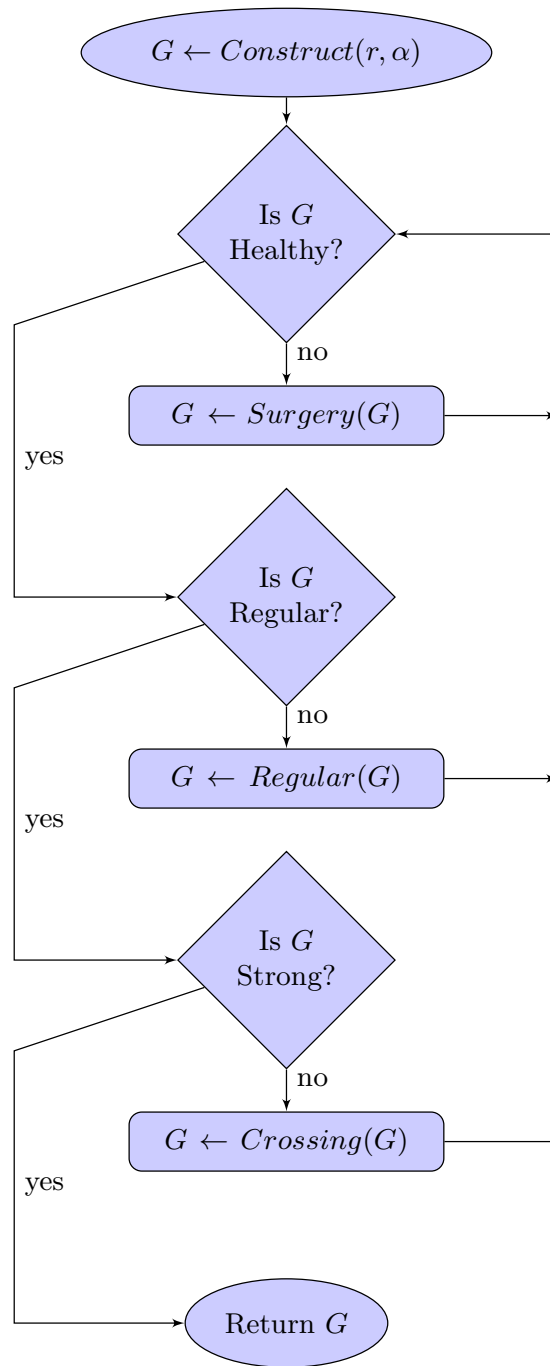 G ← Construct(r, α)
Is G
Healthy?
no
G ← Surgery(G)
yes
Is G
Regular?
no
G ← Regular(G)
yes
Is G
Strong?
no
G ← Crossing(G)
yes
Return G